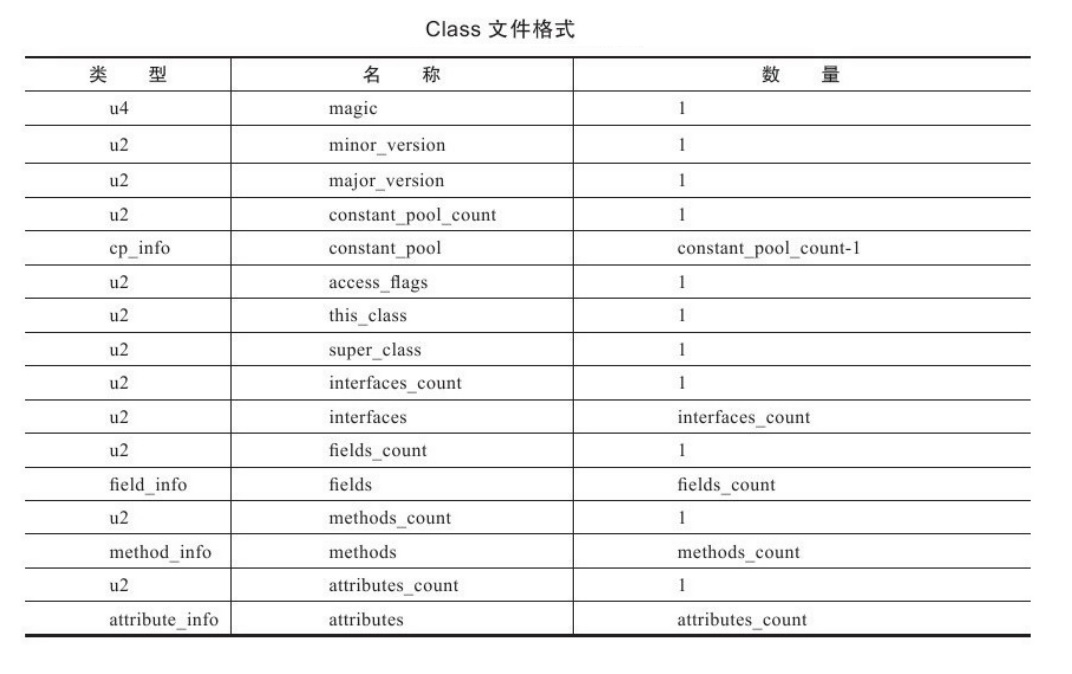 Class 文件格式
类 型 名 称 数 量
u4 magic 1
u2 minor_version 1
u2 major_version 1
u2 constant_pool_count 1
cp_info constant_pool constant_pool_count-1
u2 access_flags 1
u2 this_class 1
u2 super_class 1
u2 interfaces_count 1
u2 interfaces interfaces_count
u2 fields_count 1
field_info fields fields_count
u2 methods_count 1
method_info methods methods_count
u2 attributes_count 1
attribute_info attributes attributes_count